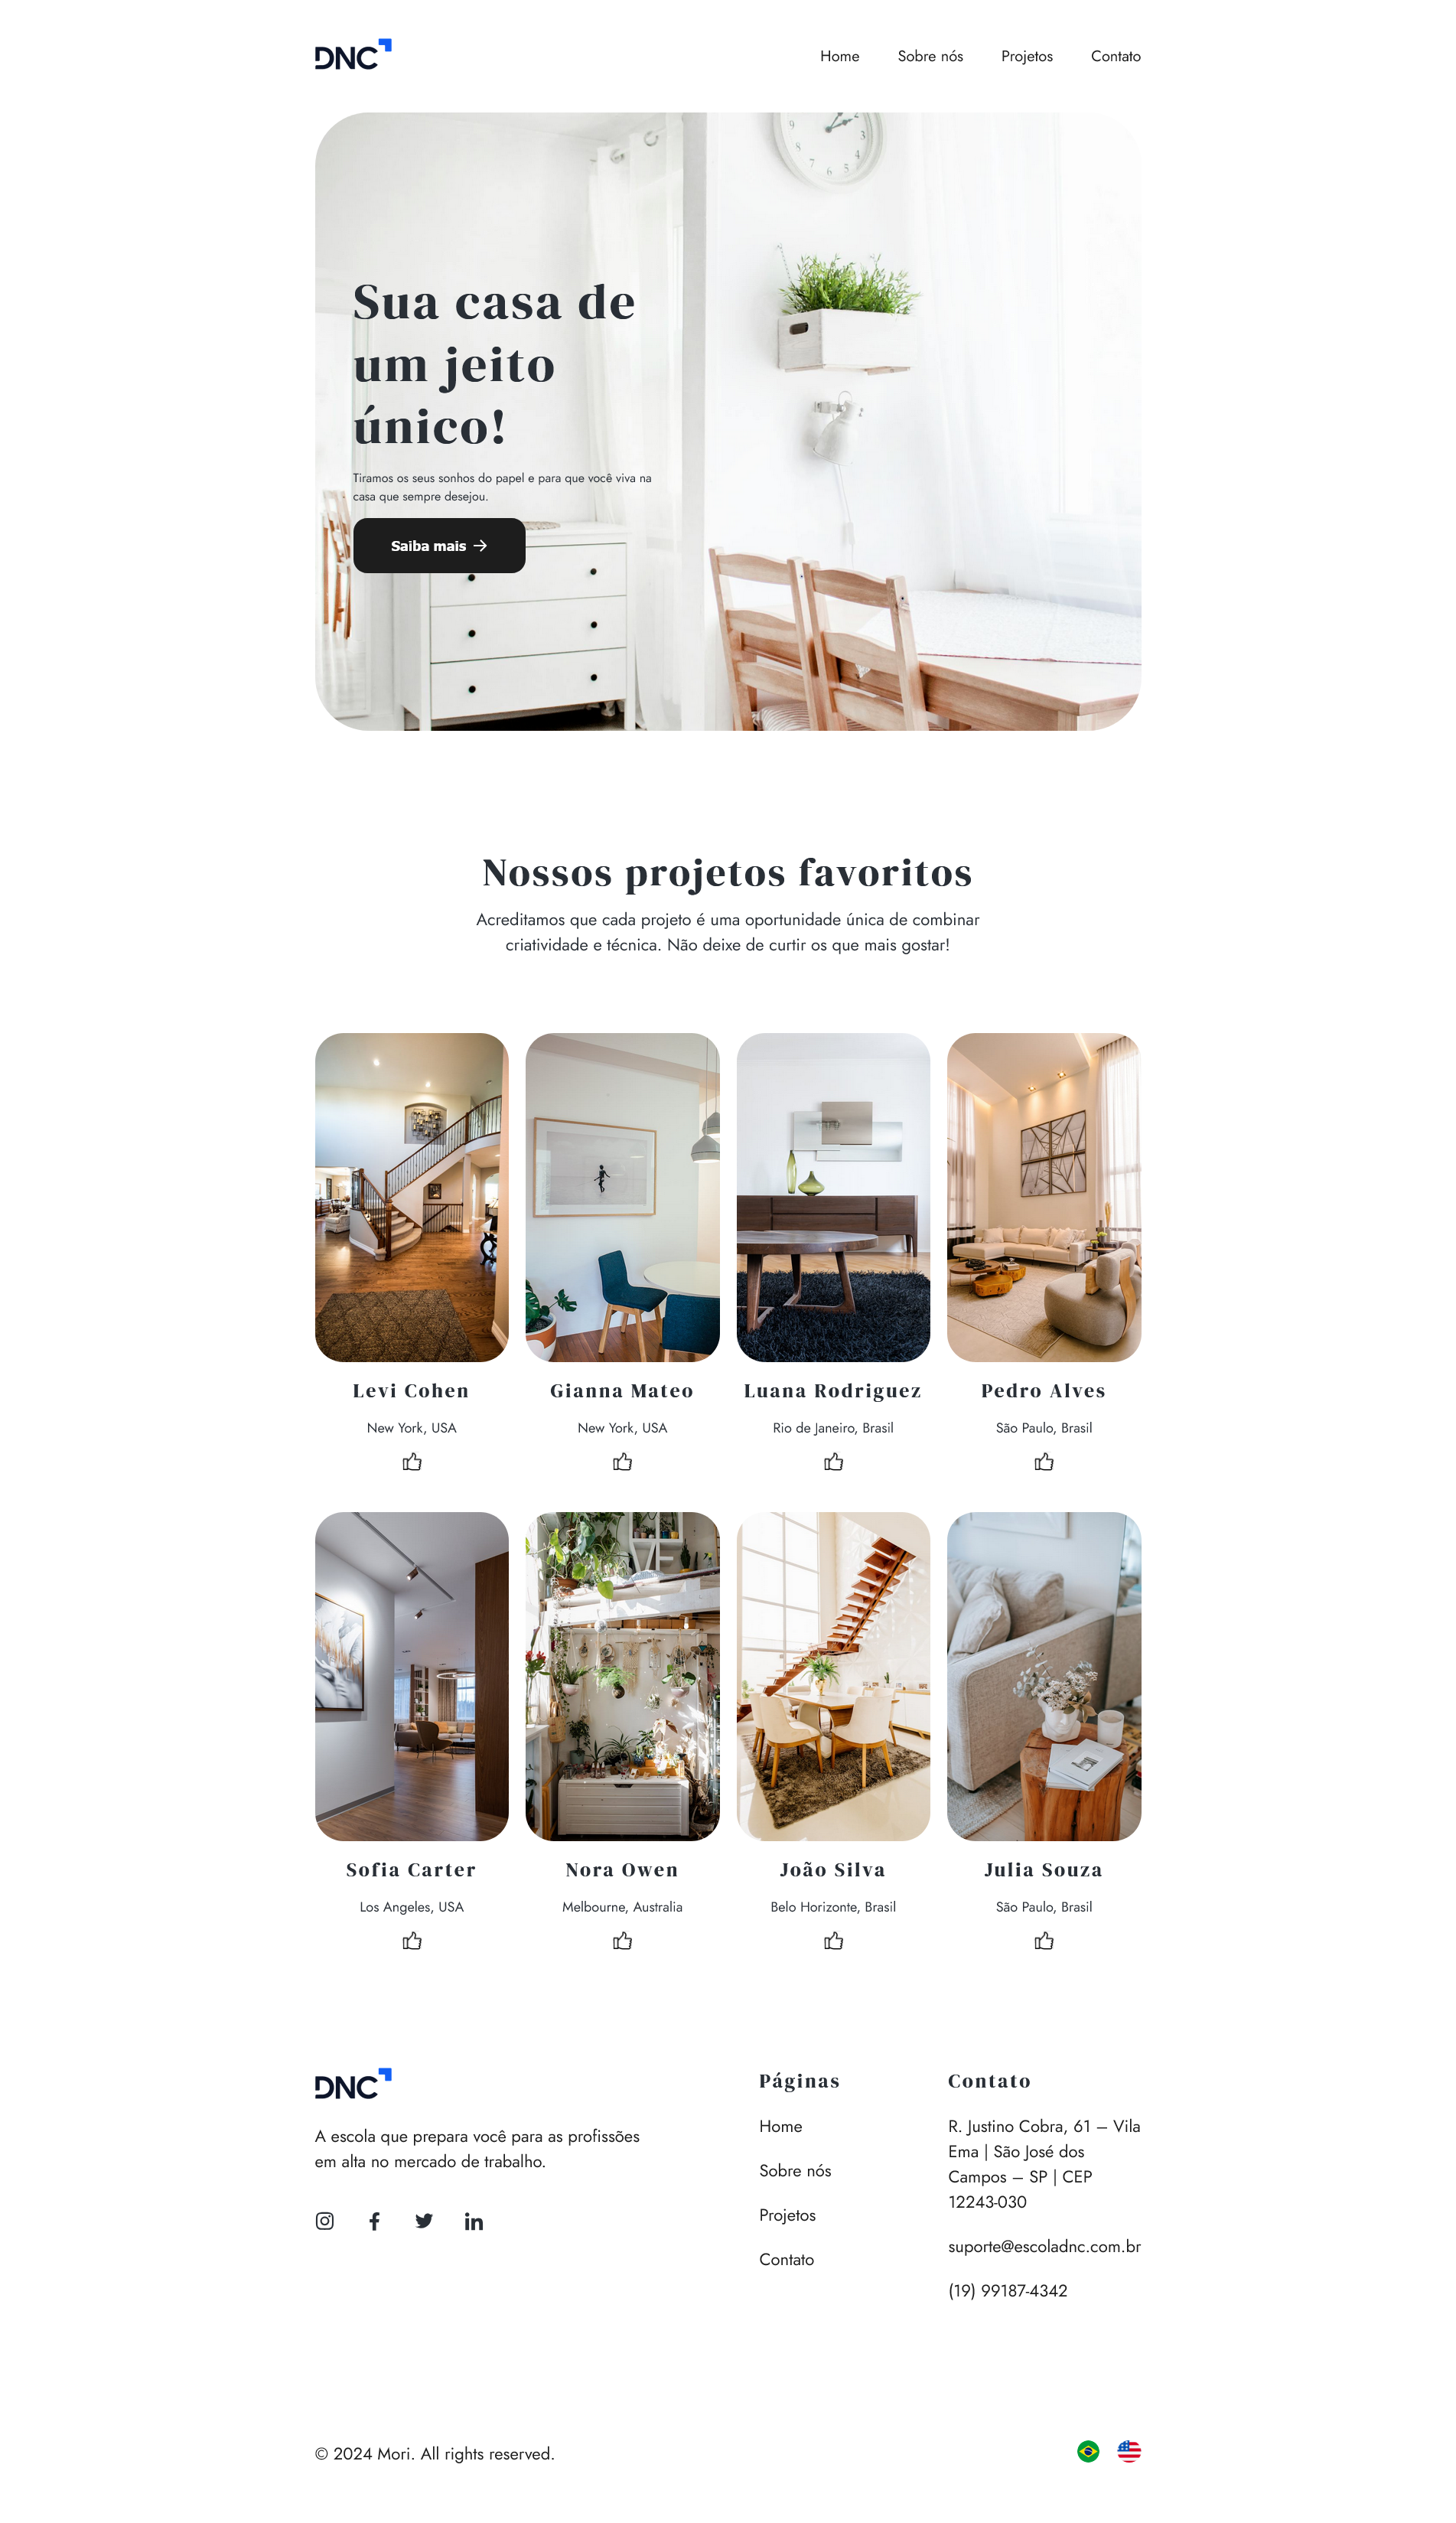 DNC
Home Sobre nós Projetos Contato
Sua casa de
um jeito
único!
Tiramos os seus sonhos do papel e para que você viva na
casa que sempre desejou.
Saiba mais →
Nossos projetos favoritos
Acreditamos que cada projeto é uma oportunidade única de combinar
criatividade e técnica. Não deixe de curtir os que mais gostar!
Levi Cohen
New York, USA
Gianna Mateo
New York, USA
Luana Rodriguez
Rio de Janeiro, Brasil
Pedro Alves
São Paulo, Brasil
Sofia Carter
Los Angeles, USA
Nora Owen
Melbourne, Australia
João Silva
Belo Horizonte, Brasil
Julia Souza
São Paulo, Brasil
DNC
A escola que prepara você para as profissões
em alta no mercado de trabalho.
Páginas
Home
Sobre nós
Projetos
Contato
Contato
R. Justino Cobra, 61 – Vila
Ema | São José dos
Campos – SP | CEP
12243-030
suporte@escoladnc.com.br
(19) 99187-4342
© 2024 Mori. All rights reserved.